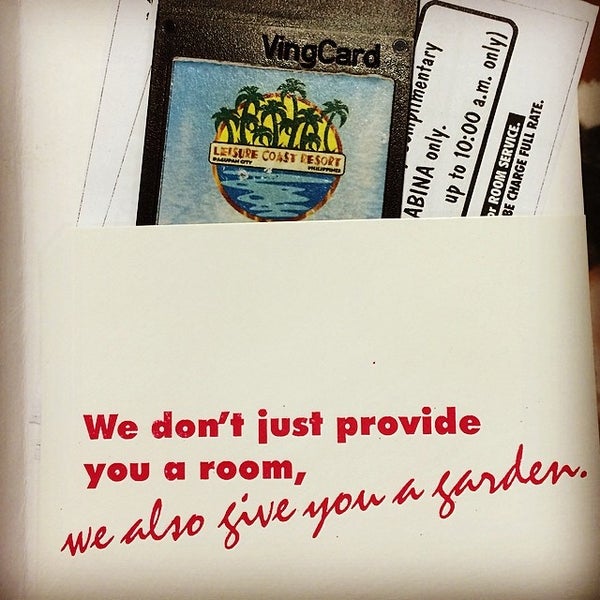 VingCard
LEISURE COAST RESORT
DAGUPAN CITY PHILIPPINES
ABINA only.
up to 10:00 a.m. only)
ROOM SERVICE.
BE CHARGE FULL RATE.
We don't just provide
you a room,
we also give you a garden.